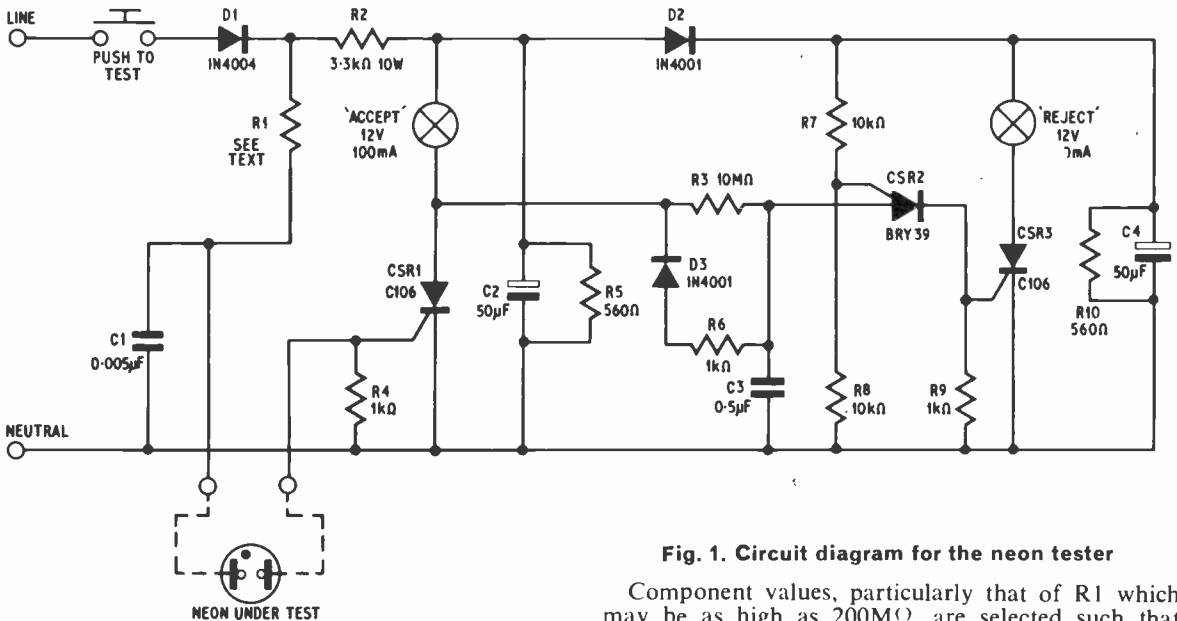 LINE
PUSH TO
TEST
D1
IN4004
R2
3·3kΩ 10W
D2
IN4001
R1
SEE
TEXT
'ACCEPT'
12V
100mA
R7
10kΩ
'REJECT'
12V
R3 10MΩ
CSR2
BRY39
CSR1
C106
C2
50µF
R5
560Ω
D3
IN4001
CSR3
C106
C4
50µF
R10
560Ω
C1
0·005µF
R4
1kΩ
R6
1kΩ
C3
0·5µF
R8
10kΩ
R9
1kΩ
NEUTRAL
NEON UNDER TEST
Fig. 1. Circuit diagram for the neon tester
Component values, particularly that of R1 which
may be as high as are selected such that